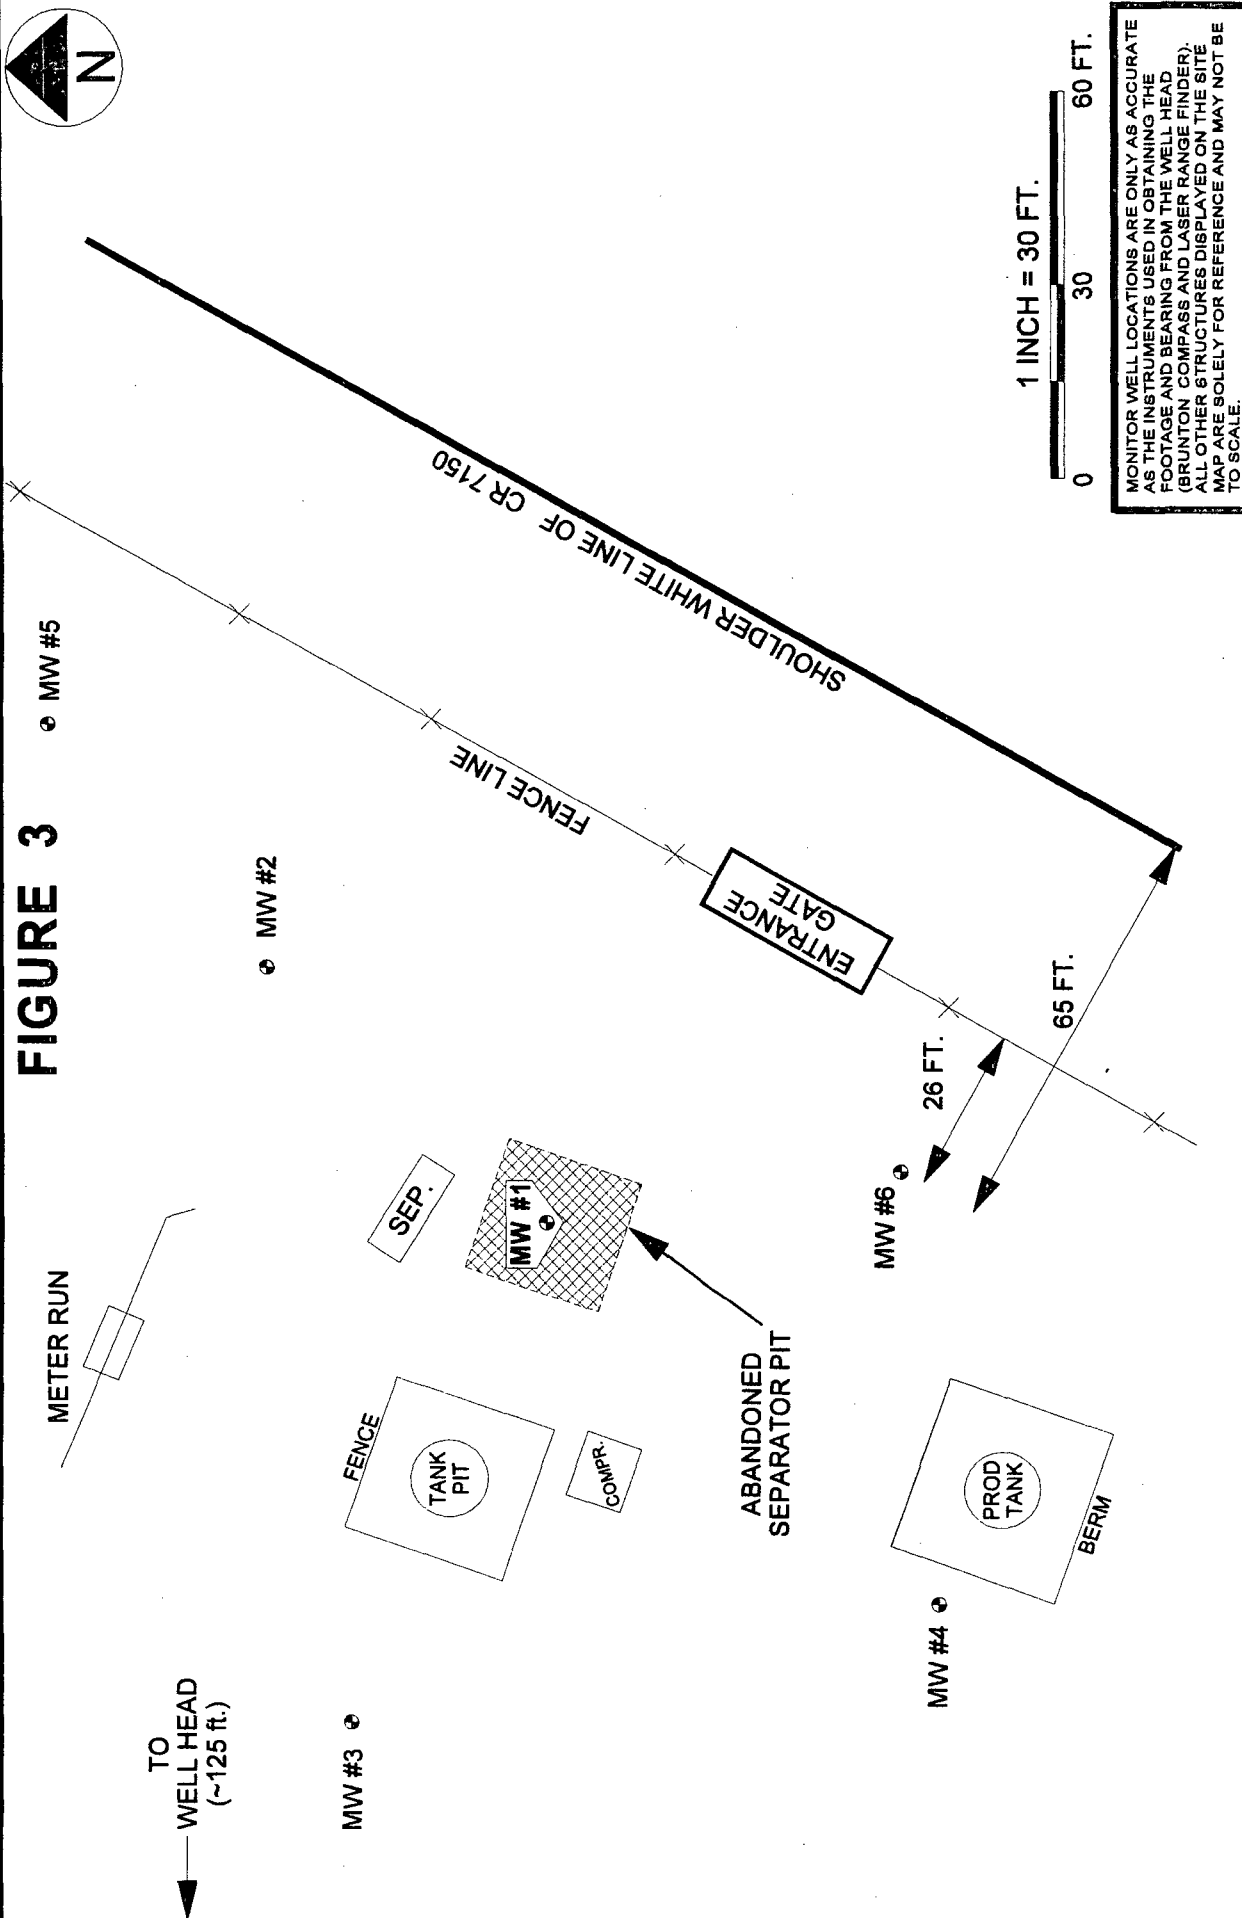 FIGURE 3
N
TO
WELL HEAD
(~125 ft.)
METER RUN
MW #5
MW #2
MW #3
FENCE
TANK
PIT
COMPR.
SEP.
MW #1
ABANDONED
SEPARATOR PIT
FENCE LINE
SHOULDER WHITE LINE OF CR 7150
ENTRANCE
GATE
MW #6
26 FT.
65 FT.
MW #4
PROD
TANK
BERM
1 INCH = 30 FT.
0 30 60 FT.
MONITOR WELL LOCATIONS ARE ONLY AS ACCURATE
AS THE INSTRUMENTS USED IN OBTAINING THE
FOOTAGE AND BEARING FROM THE WELL HEAD
(BRUNTON COMPASS AND LASER RANGE FINDER).
ALL OTHER STRUCTURES DISPLAYED ON THE SITE
MAP ARE SOLELY FOR REFERENCE AND MAY NOT BE
TO SCALE.